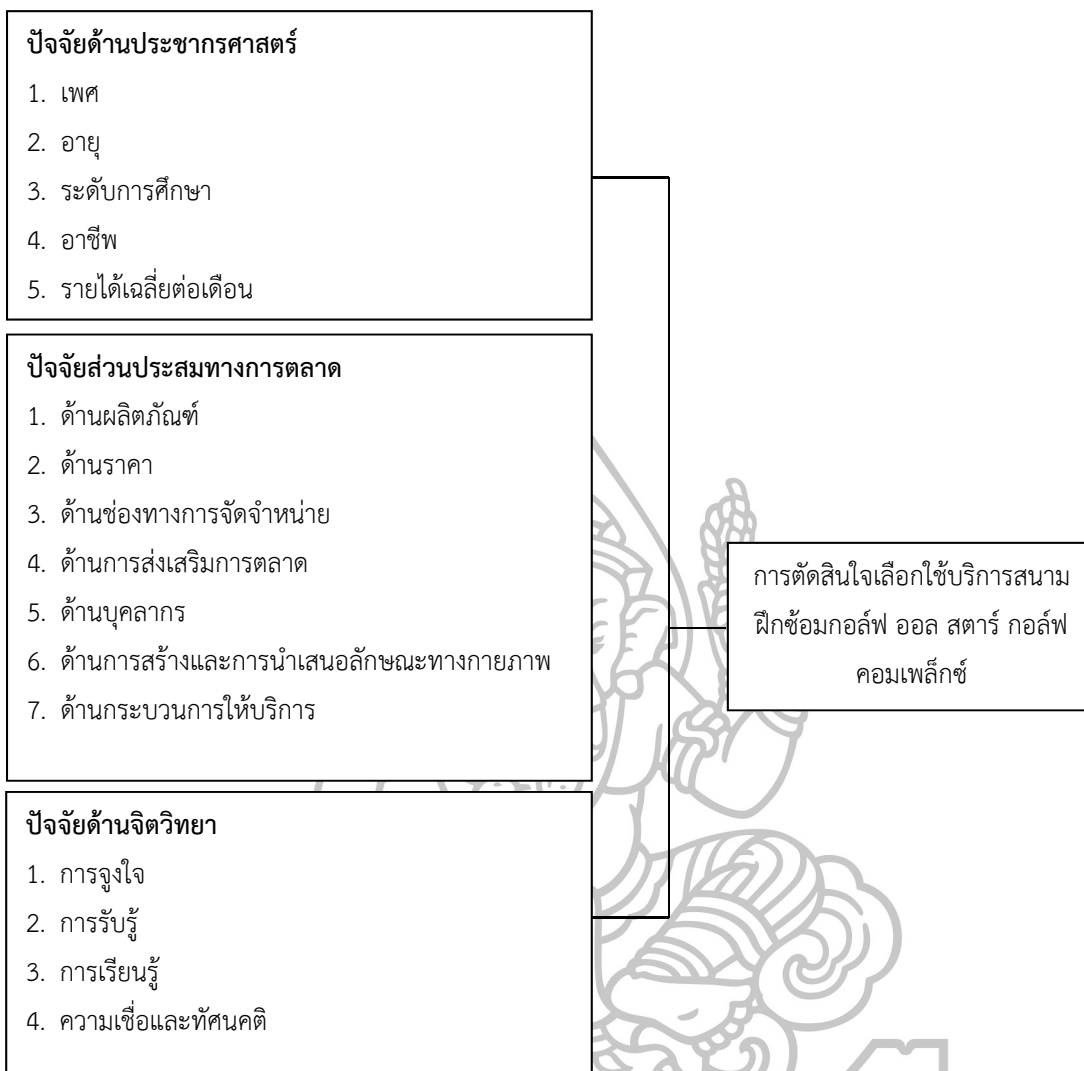 ปัจจัยด้านประชากรศาสตร์
1. เพศ
2. อายุ
3. ระดับการศึกษา
4. อาชีพ
5. รายได้เฉลี่ยต่อเดือน
ปัจจัยส่วนประสมทางการตลาด
1. ด้านผลิตภัณฑ์
2. ด้านราคา
3. ด้านช่องทางการจัดจำหน่าย
4. ด้านการส่งเสริมการตลาด
5. ด้านบุคลากร
6. ด้านการสร้างและการนำเสนอลักษณะทางกายภาพ
7. ด้านกระบวนการให้บริการ
ปัจจัยด้านจิตวิทยา
1. การจูงใจ
2. การรับรู้
3. การเรียนรู้
4. ความเชื่อและทัศนคติ
การตัดสินใจเลือกใช้บริการสนาม
ฝึกซ้อมกอล์ฟ ออล สตาร์ กอล์ฟ
คอมเพล็กซ์